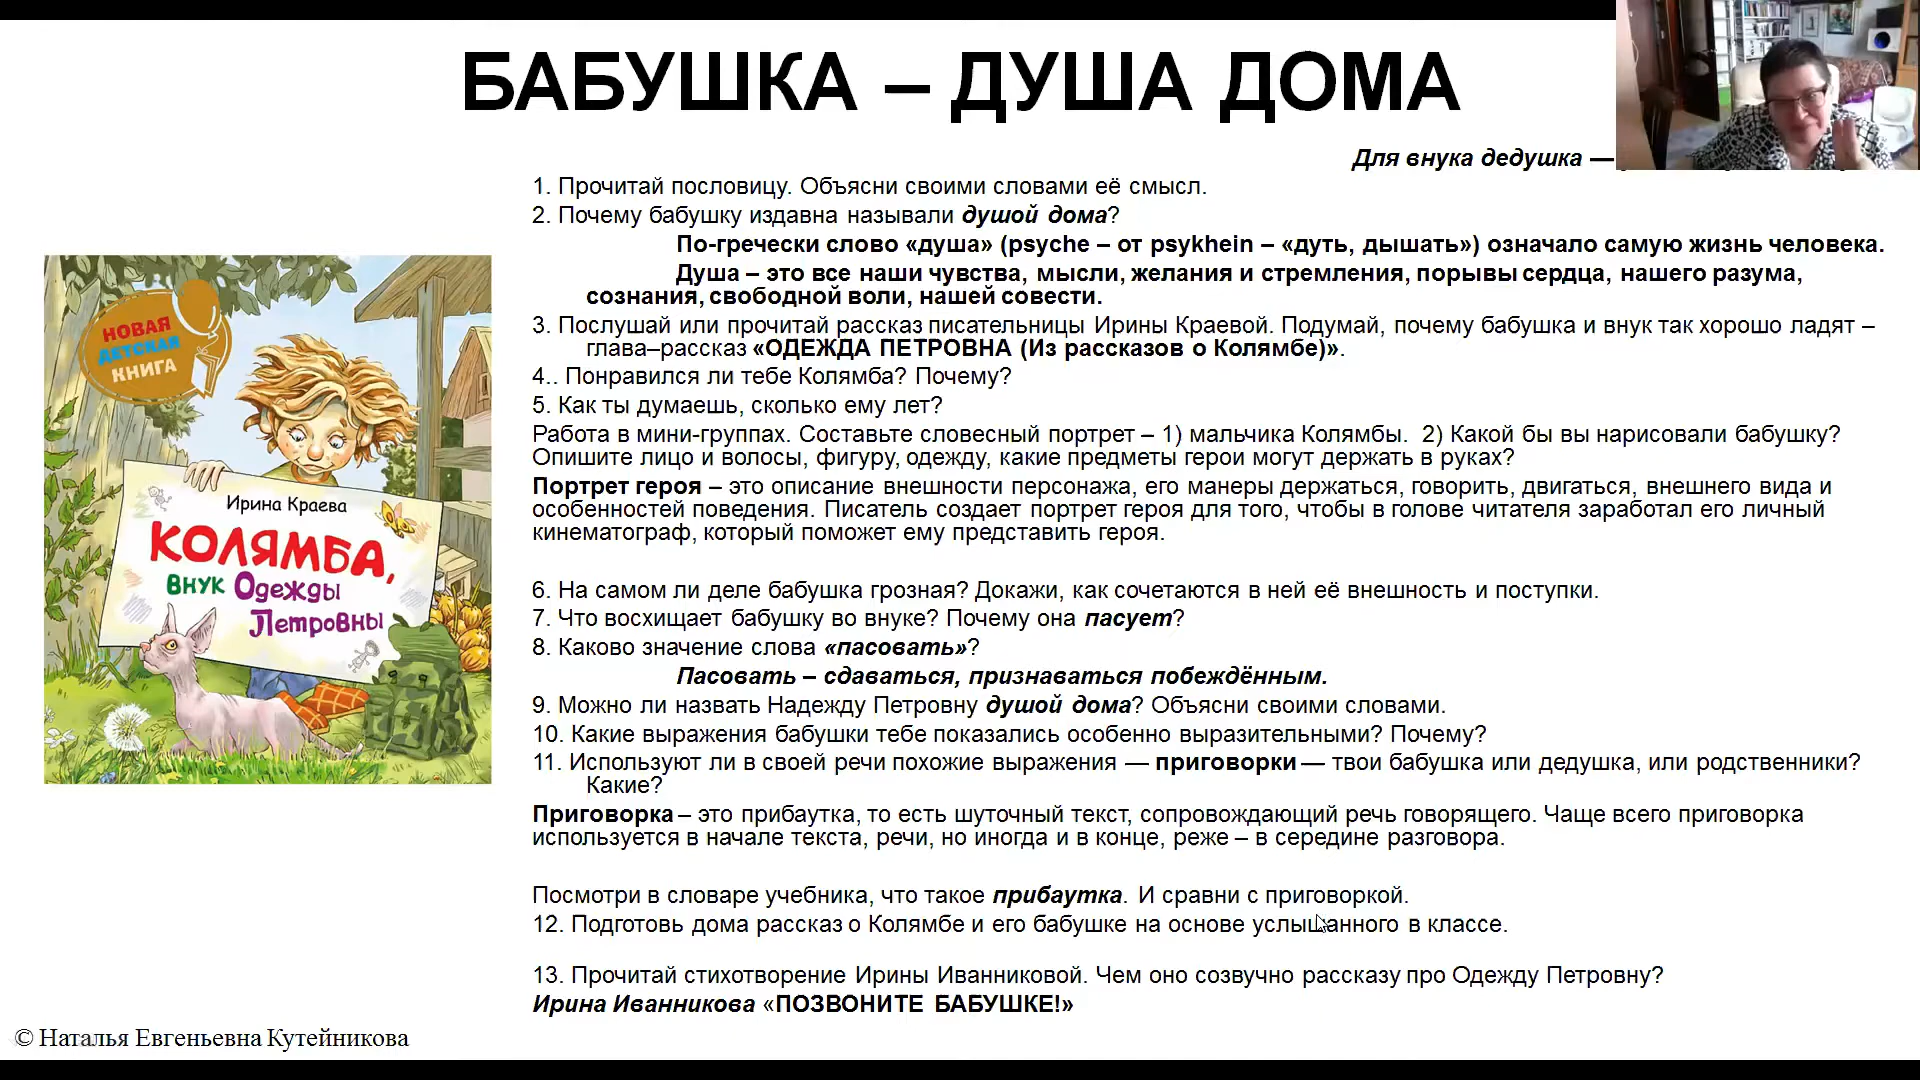 БАБУШКА – ДУША ДОМА
Для внука дедушка —
1. Прочитай пословицу. Объясни своими словами её смысл.
2. Почему бабушку издавна называли душой дома?
По-гречески слово «душа» (psyche – от psykhein – «дуть, дышать») означало самую жизнь человека.
Душа – это все наши чувства, мысли, желания и стремления, порывы сердца, нашего разума,
сознания, свободной воли, нашей совести.
3. Послушай или прочитай рассказ писательницы Ирины Краевой. Подумай, почему бабушка и внук так хорошо ладят –
глава–рассказ «ОДЕЖДА ПЕТРОВНА (Из рассказов о Колямбе)».
4.. Понравился ли тебе Колямба? Почему?
5. Как ты думаешь, сколько ему лет?
Работа в мини-группах. Составьте словесный портрет – 1) мальчика Колямбы. 2) Какой бы вы нарисовали бабушку?
Опишите лицо и волосы, фигуру, одежду, какие предметы герои могут держать в руках?
Портрет героя – это описание внешности персонажа, его манеры держаться, говорить, двигаться, внешнего вида и
особенностей поведения. Писатель создает портрет героя для того, чтобы в голове читателя заработал его личный
кинематограф, который поможет ему представить героя.
6. На самом ли деле бабушка грозная? Докажи, как сочетаются в ней её внешность и поступки.
7. Что восхищает бабушку во внуке? Почему она пасует?
8. Каково значение слова «пасовать»?
Пасовать – сдаваться, признаваться побеждённым.
9. Можно ли назвать Надежду Петровну душой дома? Объясни своими словами.
10. Какие выражения бабушки тебе показались особенно выразительными? Почему?
11. Используют ли в своей речи похожие выражения — приговорки — твои бабушка или дедушка, или родственники?
Какие?
Приговорка – это прибаутка, то есть шуточный текст, сопровождающий речь говорящего. Чаще всего приговорка
используется в начале текста, речи, но иногда и в конце, реже – в середине разговора.
Посмотри в словаре учебника, что такое прибаутка. И сравни с приговоркой.
12. Подготовь дома рассказ о Колямбе и его бабушке на основе услышанного в классе.
13. Прочитай стихотворение Ирины Иванниковой. Чем оно созвучно рассказу про Одежду Петровну?
Ирина Иванникова «ПОЗВОНИТЕ БАБУШКЕ!»
НОВАЯ
ДЕТСКАЯ
КНИГА
Ирина Краева
КОЛЯМБА,
внук Одежды
Петровны
© Наталья Евгеньевна Кутейникова